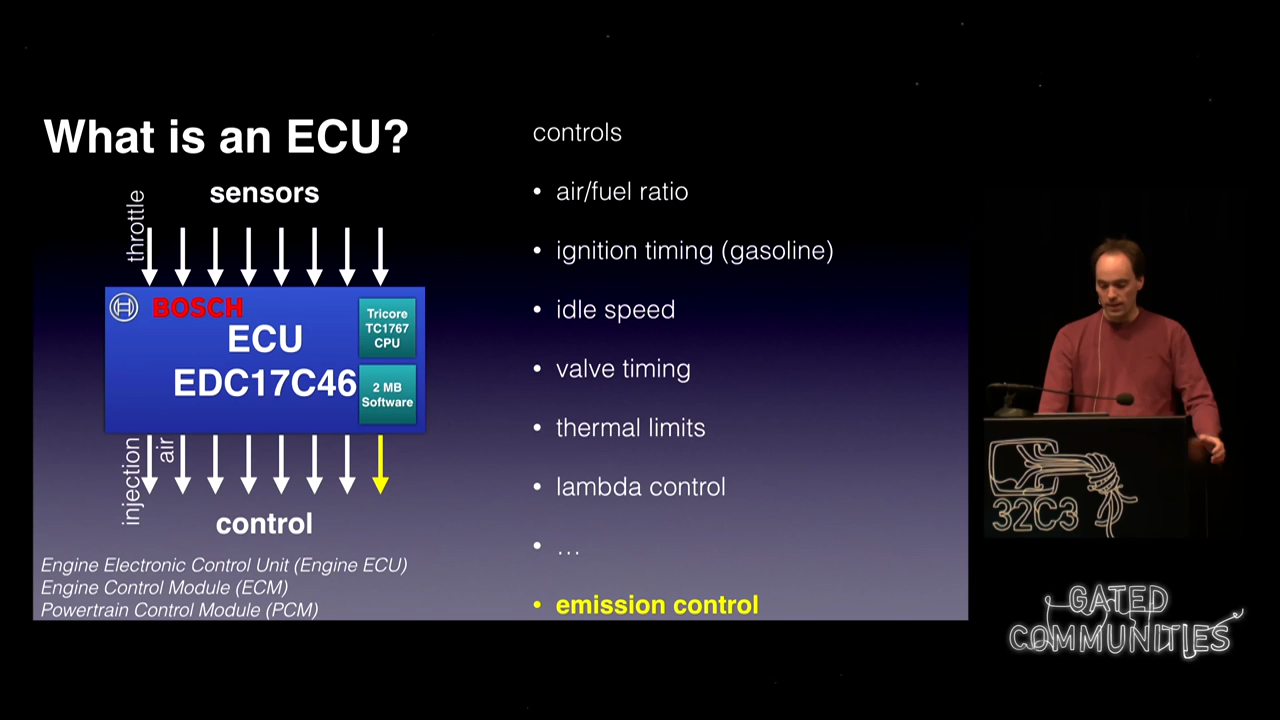 What is an ECU?
throttle
sensors
BOSCH
ECU
EDC17C46
Tricore
TC1767
CPU
2 MB
Software
injection
air
control
Engine Electronic Control Unit (Engine ECU)
Engine Control Module (ECM)
Powertrain Control Module (PCM)
controls
• air/fuel ratio
• ignition timing (gasoline)
• idle speed
• valve timing
• thermal limits
• lambda control
• …
• emission control
32C3
GATED
COMMUNITIES